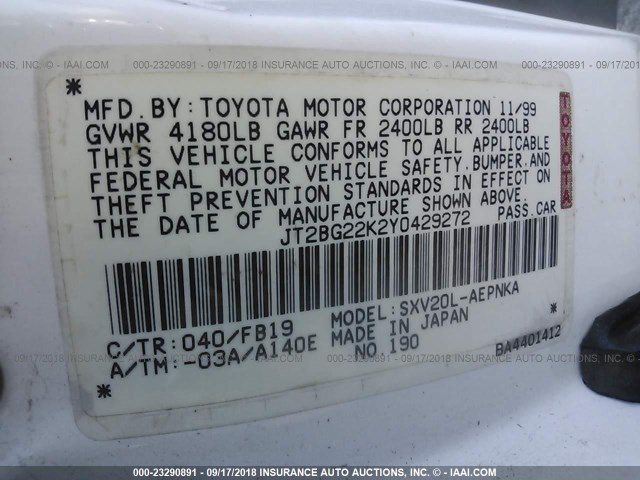 000-23290891 - 09/17/2018 INSURANCE AUTO AUCTIONS, INC. - © IAAI.COM
*
MFD.BY:TOYOTA MOTOR CORPORATION 11/99
GVWR 4180LB GAWR FR 2400LB RR 2400LB
THIS VEHICLE CONFORMS TO ALL APPLICABLE
FEDERAL MOTOR VEHICLE SAFETY,BUMPER,AND
THEFT PREVENTION STANDARDS IN EFFECT ON
THE DATE OF MANUFACTURE SHOWN ABOVE.
JT2BG22K2Y0429272 PASS.CAR
TOYOTA
C/TR:040/FB19 MODEL:SXV20L-AEPNKA
A/TM:-03A/A140E MADE IN JAPAN *
* NO.190 BA4401412
000-23290891 - 09/17/2018 INSURANCE AUTO AUCTIONS, INC. - © IAAI.COM